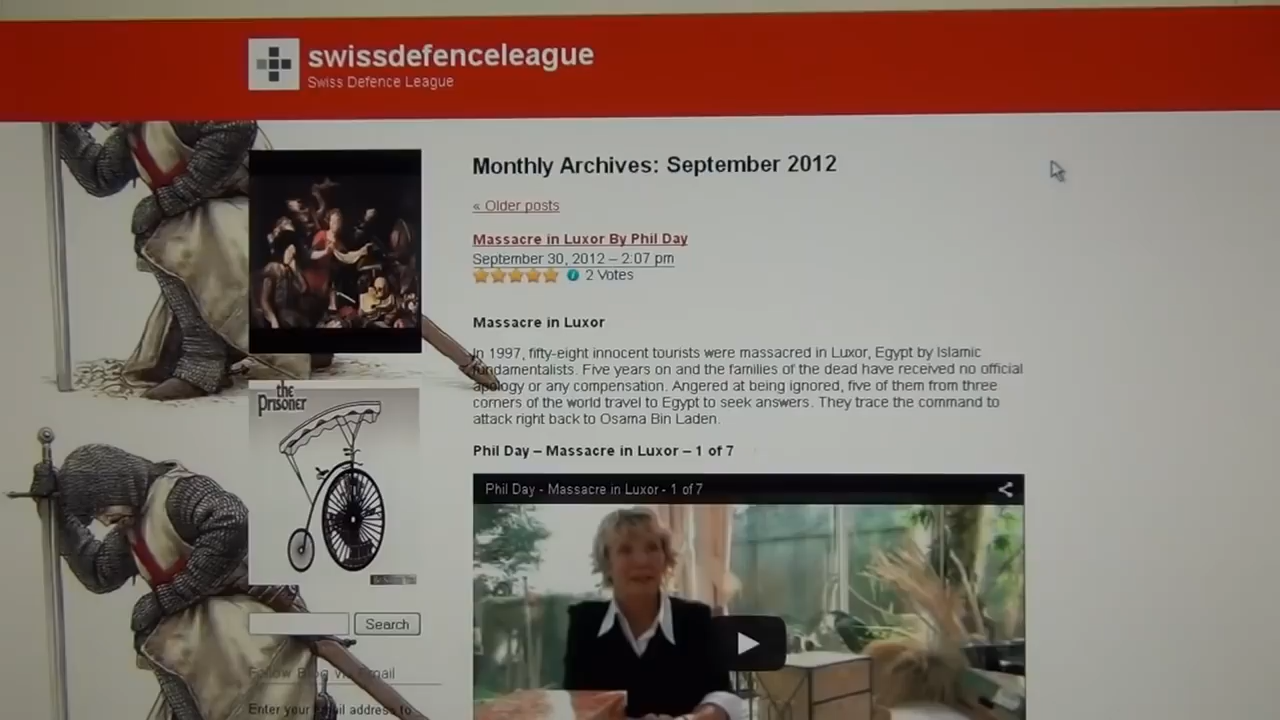 swissdefenceleague
Swiss Defence League
Monthly Archives: September 2012
« Older posts
Massacre in Luxor By Phil Day
September 30, 2012 – 2:07 pm
2 Votes
Massacre in Luxor
In 1997, fifty-eight innocent tourists were massacred in Luxor, Egypt by Islamic
fundamentalists. Five years on and the families of the dead have received no official
apology or any compensation. Angered at being ignored, five of them from three
corners of the world travel to Egypt to seek answers. They trace the command to
attack right back to Osama Bin Laden.
Phil Day – Massacre in Luxor – 1 of 7
Phil Day - Massacre in Luxor - 1 of 7
the
Prisoner
Search
Follow Blog via Email
Enter your email address to